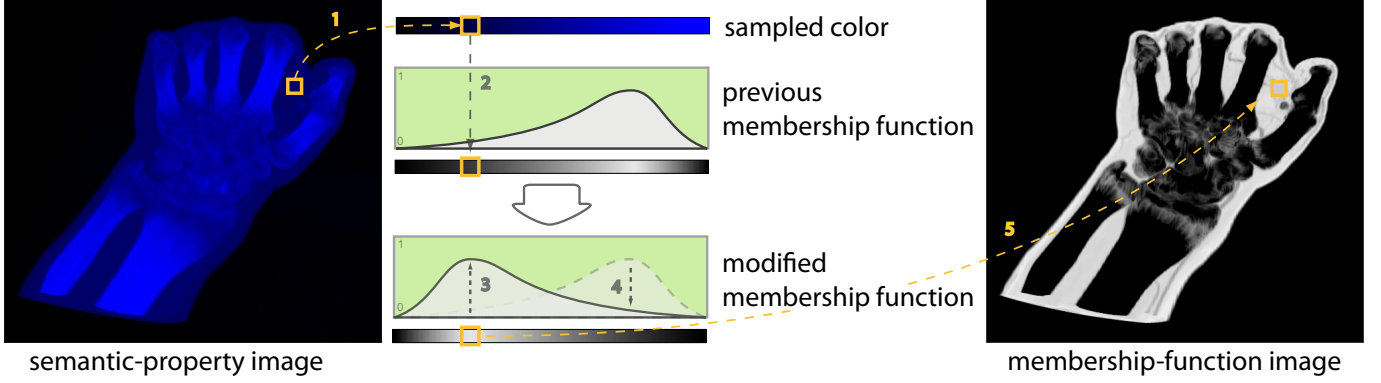 1
sampled color
1
2
previous
membership function
0
1
modified
membership function
3
4
0
5
semantic-property image
membership-function image